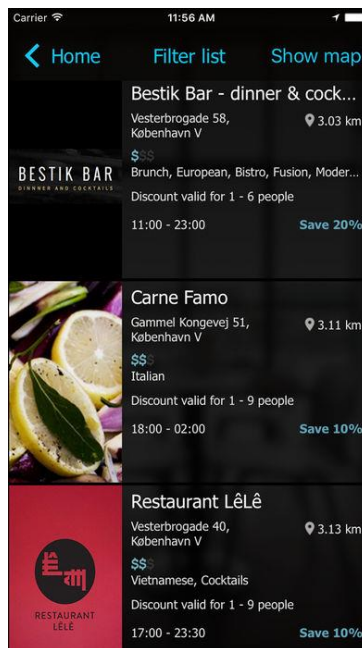 Carrier 11:56 AM
Home Filter list Show map
Bestik Bar - dinner & cock...
Vesterbrogade 58,
København V
3.03 km
$$$
Brunch, European, Bistro, Fusion, Moder...
Discount valid for 1 - 6 people
11:00 - 23:00 Save 20%
BESTIK BAR
DINNNER AND COCKTAILS
Carne Famo
Gammel Kongevej 51,
København V
3.11 km
$$$
Italian
Discount valid for 1 - 9 people
18:00 - 02:00 Save 10%
Restaurant LêLê
Vesterbrogade 40,
København V
3.13 km
$$$
Vietnamese, Cocktails
Discount valid for 1 - 9 people
17:00 - 23:30 Save 10%
RESTAURANT
LÊLÊ